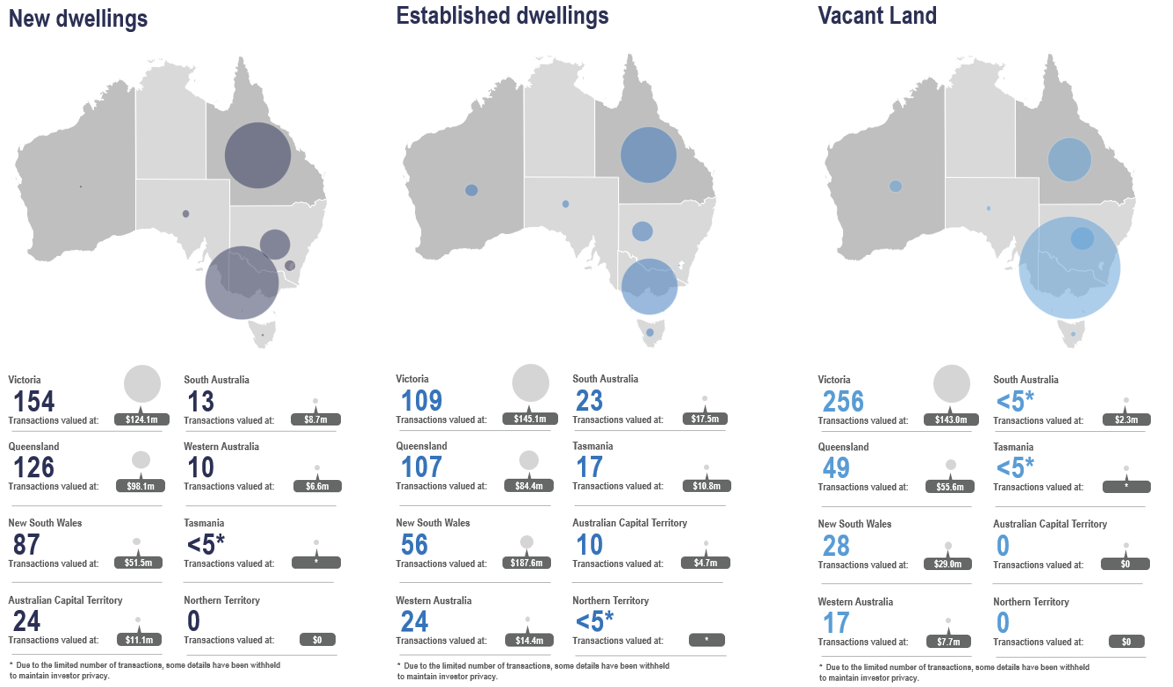 New dwellings
Victoria
154
Transactions valued at:
$124.1m
South Australia
13
Transactions valued at:
$8.7m
Queensland
126
Transactions valued at:
$98.1m
Western Australia
10
Transactions valued at:
$6.6m
New South Wales
87
Transactions valued at:
$51.5m
Tasmania
<5*
Transactions valued at:
*
Australian Capital Territory
24
Transactions valued at:
$11.1m
Northern Territory
0
Transactions valued at:
$0
* Due to the limited number of transactions, some details have been withheld
to maintain investor privacy.
Established dwellings
Victoria
109
Transactions valued at:
$145.1m
South Australia
23
Transactions valued at:
$17.5m
Queensland
107
Transactions valued at:
$84.4m
Tasmania
17
Transactions valued at:
$10.8m
New South Wales
56
Transactions valued at:
$187.6m
Australian Capital Territory
10
Transactions valued at:
$4.7m
Western Australia
24
Transactions valued at:
$14.4m
Northern Territory
<5*
Transactions valued at:
*
* Due to the limited number of transactions, some details have been withheld
to maintain investor privacy.
Vacant Land
Victoria
256
Transactions valued at:
$143.0m
South Australia
<5*
Transactions valued at:
$2.3m
Queensland
49
Transactions valued at:
$55.6m
Tasmania
<5*
Transactions valued at:
*
New South Wales
28
Transactions valued at:
$29.0m
Australian Capital Territory
0
Transactions valued at:
$0
Western Australia
17
Transactions valued at:
$7.7m
Northern Territory
0
Transactions valued at:
$0
* Due to the limited number of transactions, some details have been withheld
to maintain investor privacy.